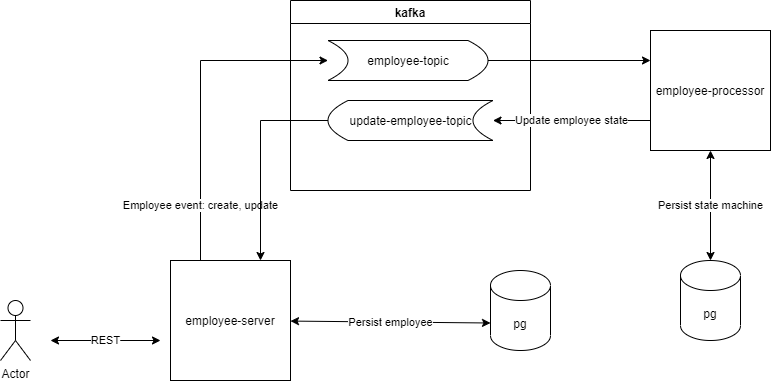 kafka
employee-topic
employee-processor
update-employee-topic
Update employee state
Employee event: create, update
Persist state machine
employee-server
Persist employee
pg
pg
REST
Actor